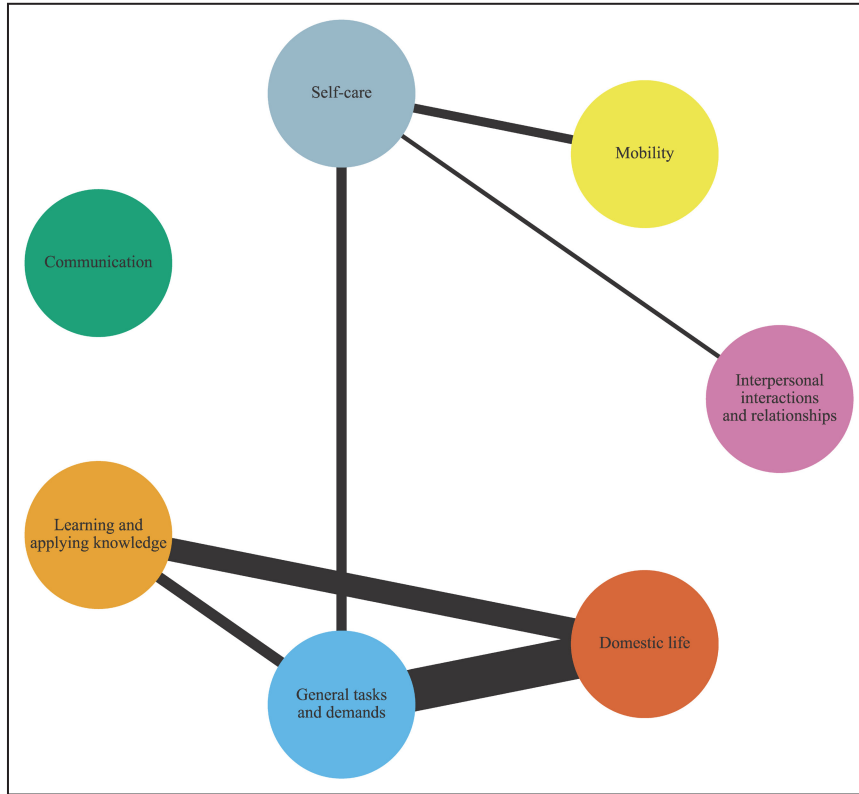 Self-care
Mobility
Communication
Interpersonal
interactions
and relationships
Learning and
applying knowledge
Domestic life
General tasks
and demands